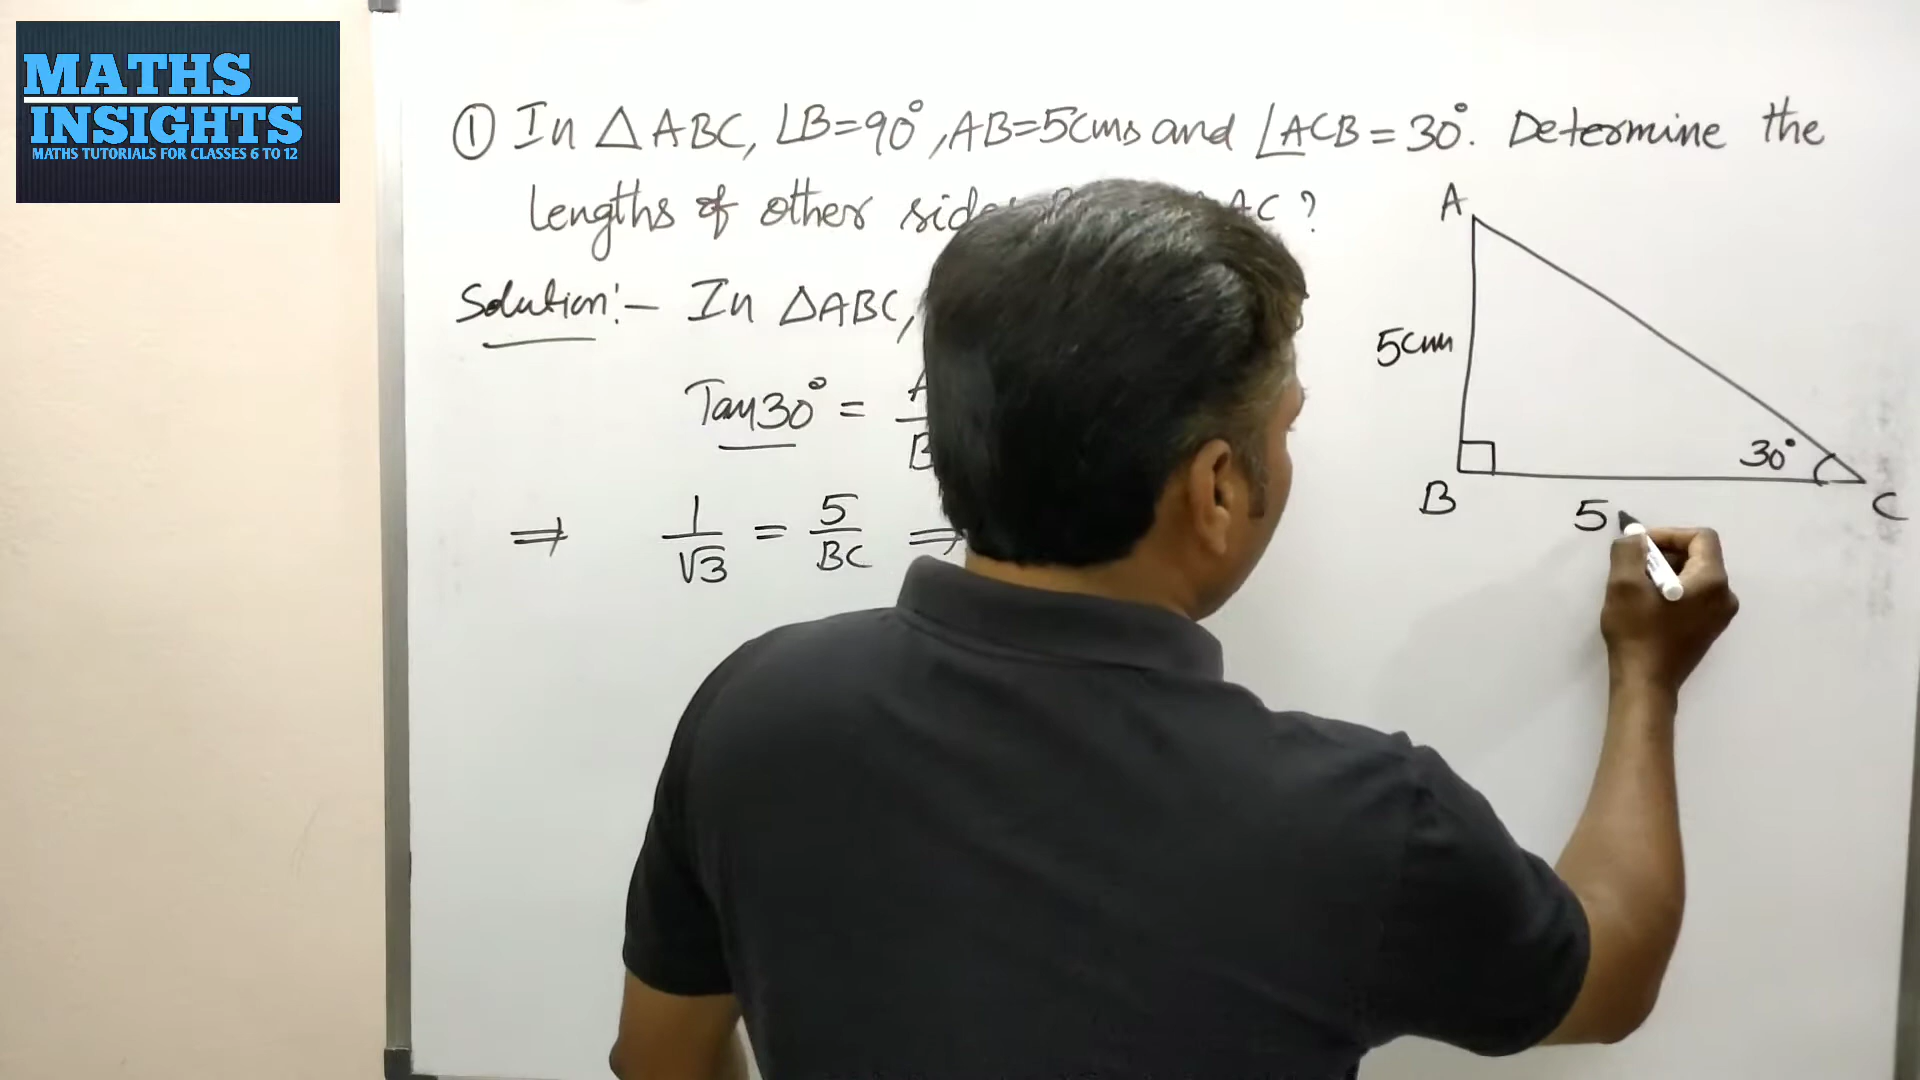 MATHS
INSIGHTS
MATHS TUTORIALS FOR CLASSES 6 TO 12
① In △ABC, ∠B=90°, AB=5cms and ∠ACB=30°. Determine the
lengths of other AC ?
Solution:- In △ABC,
Tan30° =
⇒ 1/√3 = 5/BC ⇒
A
5cm
30°
B
C
5